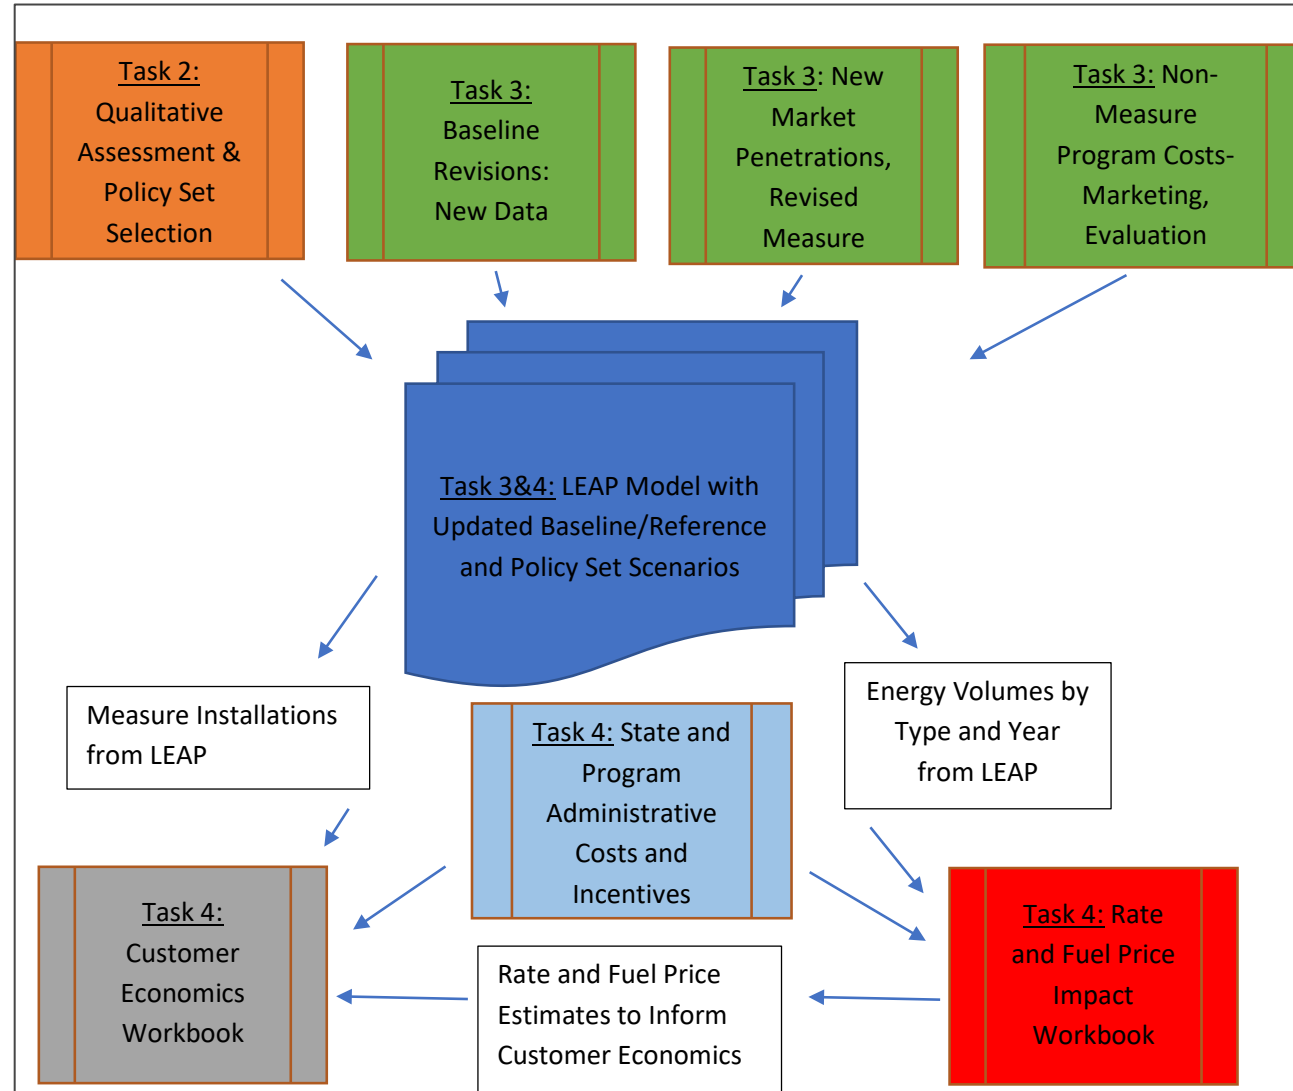 Task 2:
Qualitative
Assessment &
Policy Set
Selection
Task 3:
Baseline
Revisions:
New Data
Task 3: New
Market
Penetrations,
Revised
Measure
Task 3: Non-
Measure
Program Costs-
Marketing,
Evaluation
Task 3&4: LEAP Model with
Updated Baseline/Reference
and Policy Set Scenarios
Measure Installations
from LEAP
Task 4: State and
Program
Administrative
Costs and
Incentives
Energy Volumes by
Type and Year
from LEAP
Task 4:
Customer
Economics
Workbook
Rate and Fuel Price
Estimates to Inform
Customer Economics
Task 4: Rate
and Fuel Price
Impact
Workbook